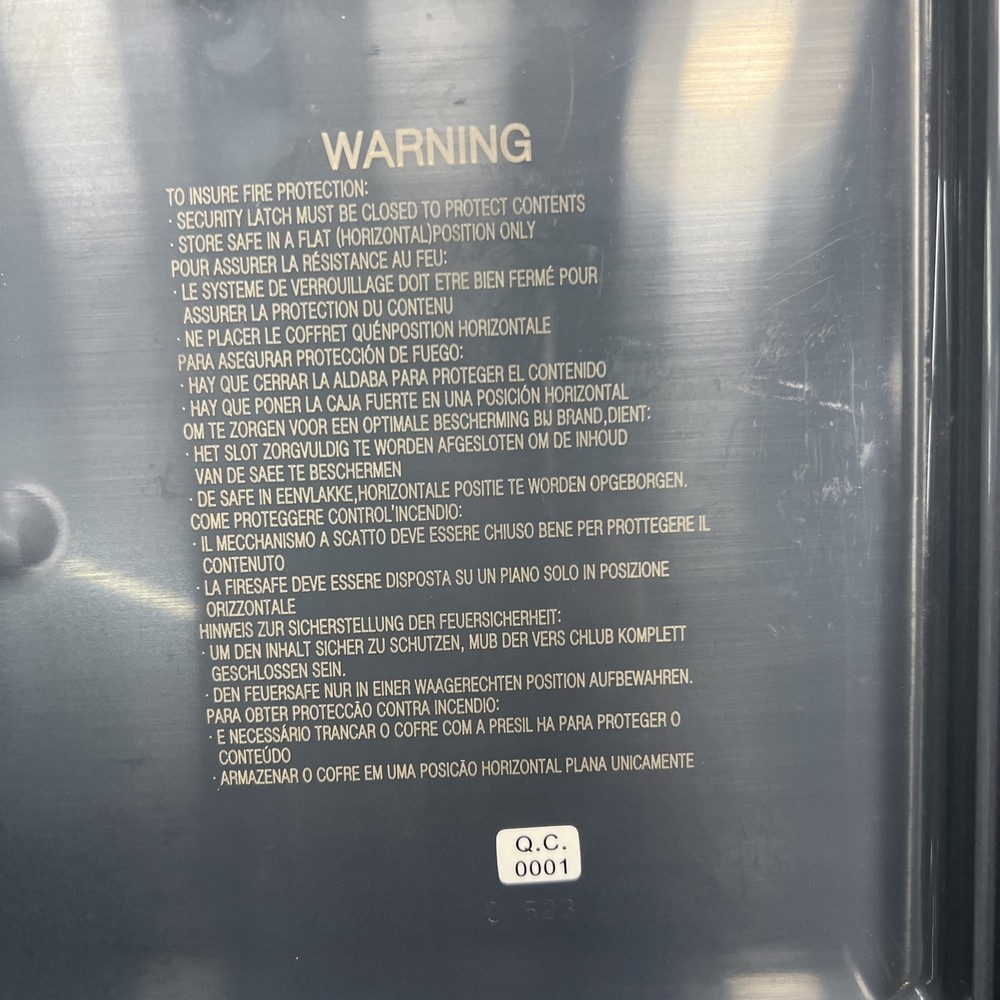 WARNING
TO INSURE FIRE PROTECTION:
· SECURITY LATCH MUST BE CLOSED TO PROTECT CONTENTS
· STORE SAFE IN A FLAT (HORIZONTAL)POSITION ONLY
POUR ASSURER LA RÉSISTANCE AU FEU:
· LE SYSTEME DE VERROUILLAGE DOIT ETRE BIEN FERMÉ POUR
ASSURER LA PROTECTION DU CONTENU
· NE PLACER LE COFFRET QUÉNPOSITION HORIZONTALE
PARA ASEGURAR PROTECCIÓN DE FUEGO:
· HAY QUE CERRAR LA ALDABA PARA PROTEGER EL CONTENIDO
· HAY QUE PONER LA CAJA FUERTE EN UNA POSICIÓN HORIZONTAL
OM TE ZORGEN VOOR EEN OPTIMALE BESCHERMING BIJ BRAND,DIENT:
· HET SLOT ZORGVULDIG TE WORDEN AFGESLOTEN OM DE INHOUD
VAN DE SAEE TE BESCHERMEN
· DE SAFE IN EENVLAKKE,HORIZONTALE POSITIE TE WORDEN OPGEBORGEN.
COME PROTEGGERE CONTROL'INCENDIO:
· IL MECCHANISMO A SCATTO DEVE ESSERE CHIUSO BENE PER PROTTEGERE IL
CONTENUTO
· LA FIRESAFE DEVE ESSERE DISPOSTA SU UN PIANO SOLO IN POSIZIONE
ORIZZONTALE
HINWEIS ZUR SICHERSTELLUNG DER FEUERSICHERHEIT:
· UM DEN INHALT SICHER ZU SCHUTZEN, MUB DER VERS CHLUB KOMPLETT
GESCHLOSSEN SEIN.
· DEN FEUERSAFE NUR IN EINER WAAGERECHTEN POSITION AUFBEWAHREN.
PARA OBTER PROTECCÃO CONTRA INCENDIO:
· E NECESSÁRIO TRANCAR O COFRE COM A PRESIL HA PARA PROTEGER O
CONTEÚDO
· ARMAZENAR O COFRE EM UMA POSICÃO HORIZONTAL PLANA UNICAMENTE
Q.C.
0001